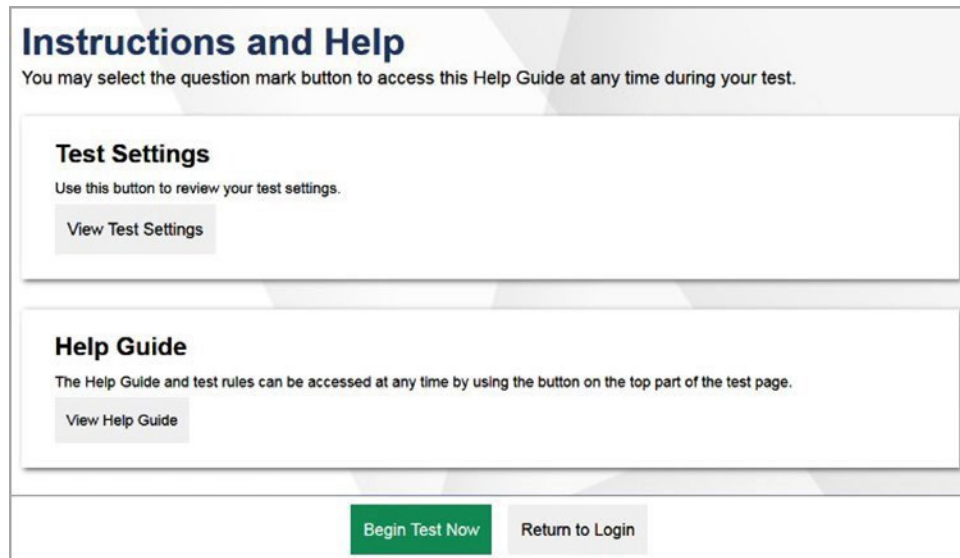 Instructions and Help
You may select the question mark button to access this Help Guide at any time during your test.
Test Settings
Use this button to review your test settings.
View Test Settings
Help Guide
The Help Guide and test rules can be accessed at any time by using the button on the top part of the test page.
View Help Guide
Begin Test Now
Return to Login